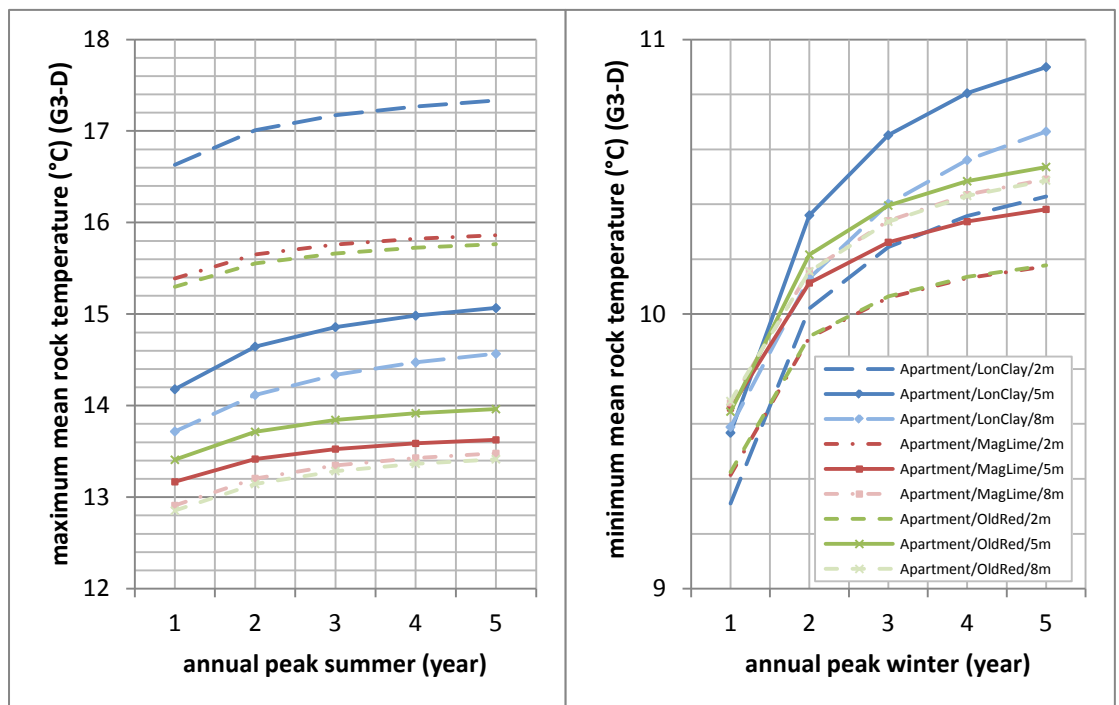 maximum mean rock temperature (°C) (G3-D)
18
17
16
15
14
13
12
1 2 3 4 5
annual peak summer (year)
minimum mean rock temperature (°C) (G3-D)
11
10
9
1 2 3 4 5
annual peak winter (year)
Apartment/LonClay/2m
Apartment/LonClay/5m
Apartment/LonClay/8m
Apartment/MagLime/2m
Apartment/MagLime/5m
Apartment/MagLime/8m
Apartment/OldRed/2m
Apartment/OldRed/5m
Apartment/OldRed/8m